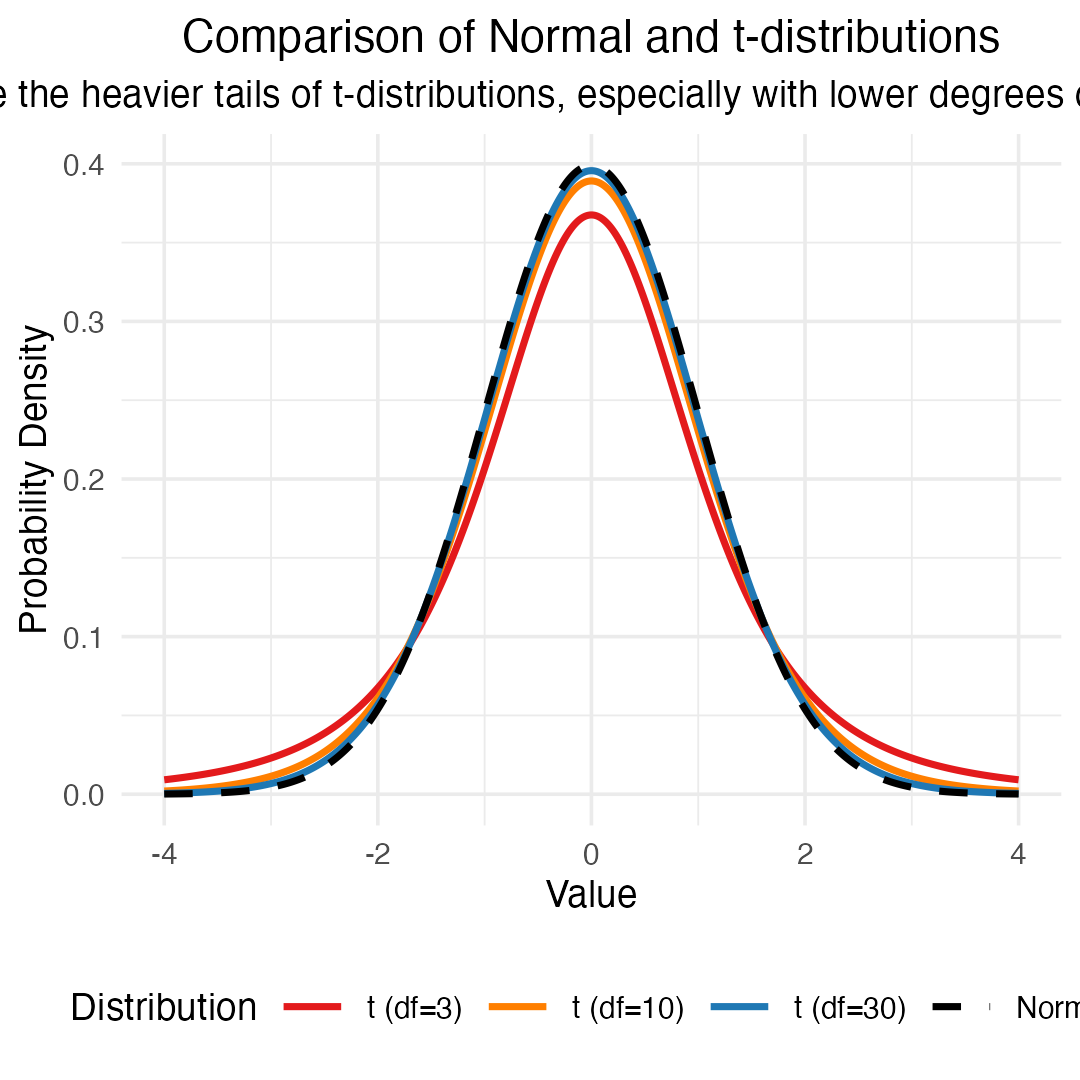 Comparison of Normal and t-distributions
the heavier tails of t-distributions, especially with lower degrees
0.4
0.3
0.2
0.1
0.0
Probability Density
-4 -2 0 2 4
Value
Distribution t (df=3) t (df=10) t (df=30) Norm